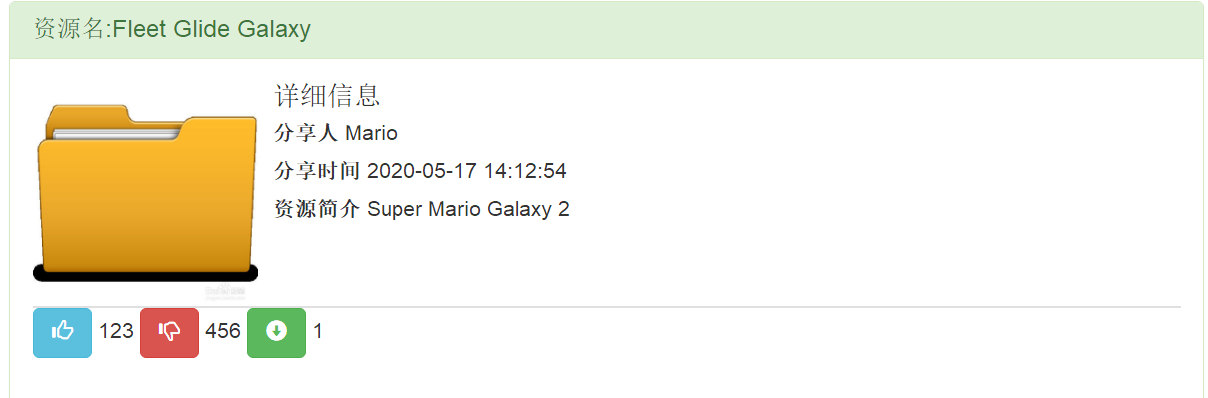 资源名:Fleet Glide Galaxy
详细信息
分享人 Mario
分享时间 2020-05-17 14:12:54
资源简介 Super Mario Galaxy 2
123 456 1